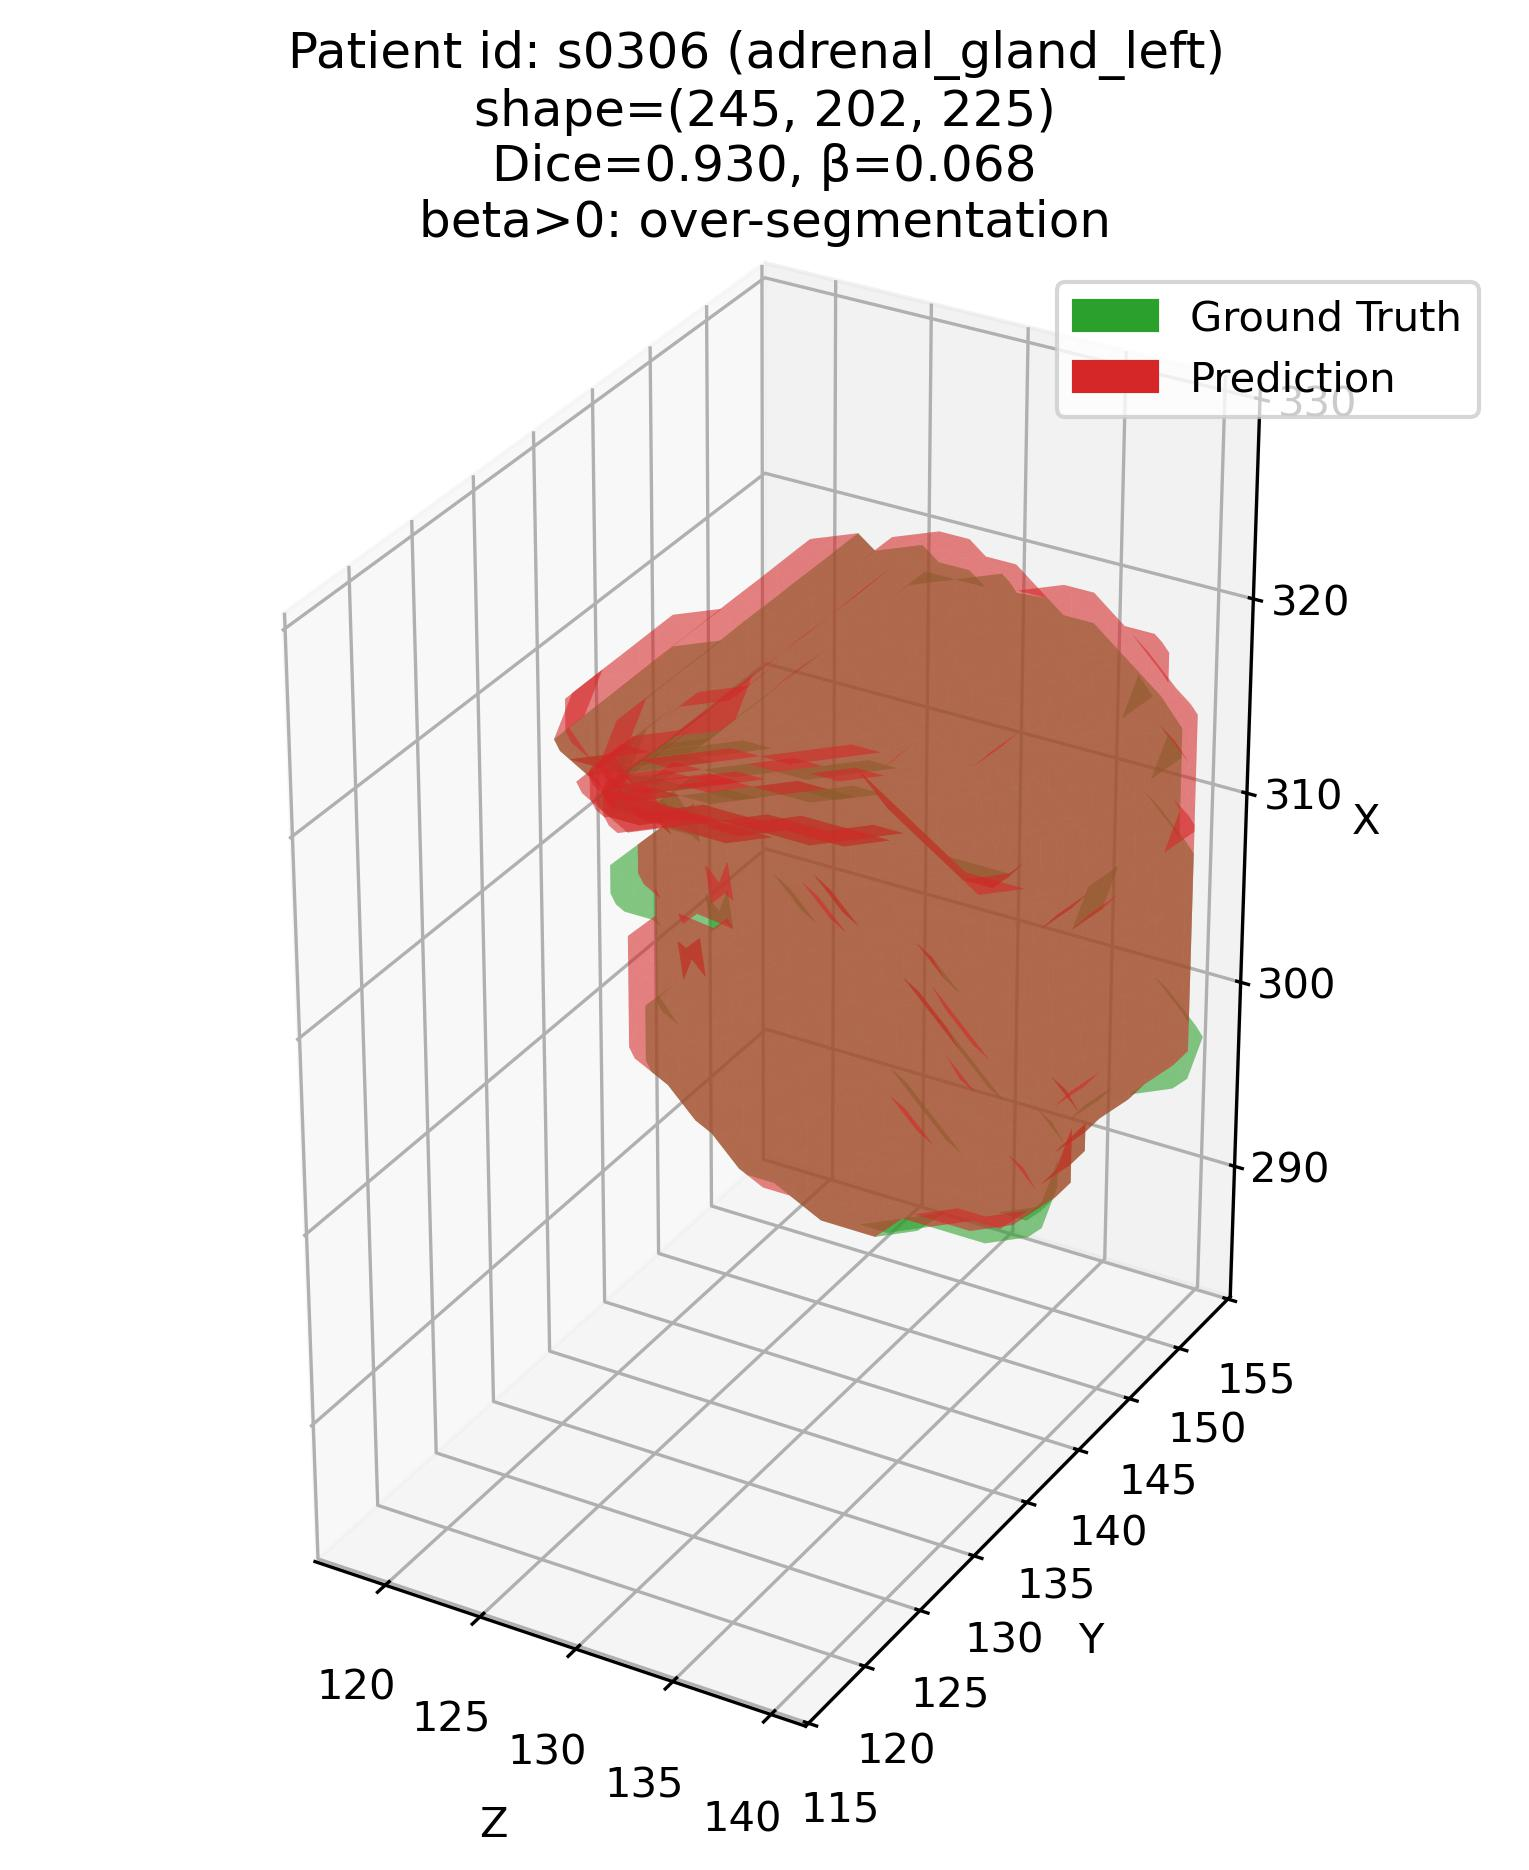 Patient id: s0306 (adrenal_gland_left)
shape=(245, 202, 225)
Dice=0.930, β=0.068
beta>0: over-segmentation
Ground Truth
Prediction
330
320
310
X
300
290
155
150
145
140
135
130
Y
125
120
115
120
125
130
135
140
Z